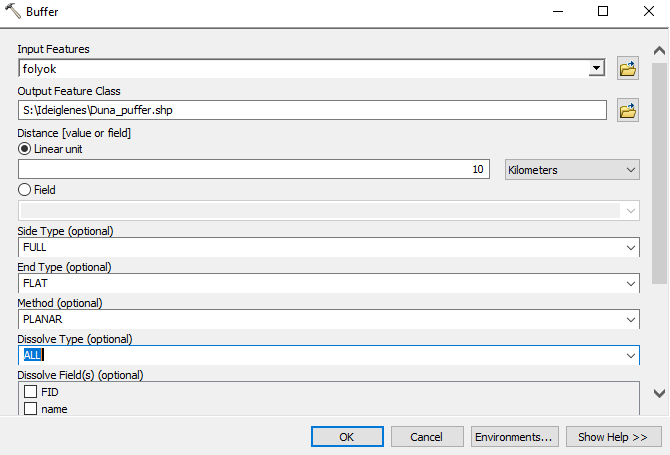 Buffer
Input Features
folyok
Output Feature Class
S:\Ideiglenes\Duna_puffer.shp
Distance [value or field]
Linear unit
10 Kilometers
Field
Side Type (optional)
FULL
End Type (optional)
FLAT
Method (optional)
PLANAR
Dissolve Type (optional)
ALL
Dissolve Field(s) (optional)
FID
name
OK Cancel Environments... Show Help >>